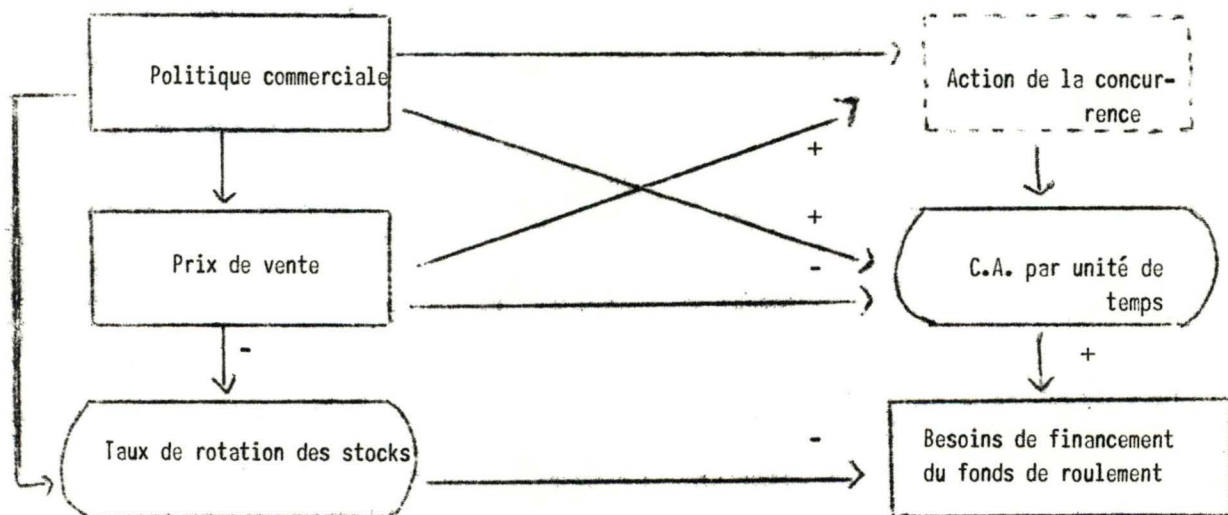 Politique commerciale
Action de la concur-
rence
+
+
Prix de vente
-
C.A. par unité de
temps
-
+
Taux de rotation des stocks
-
Besoins de financement
du fonds de roulement